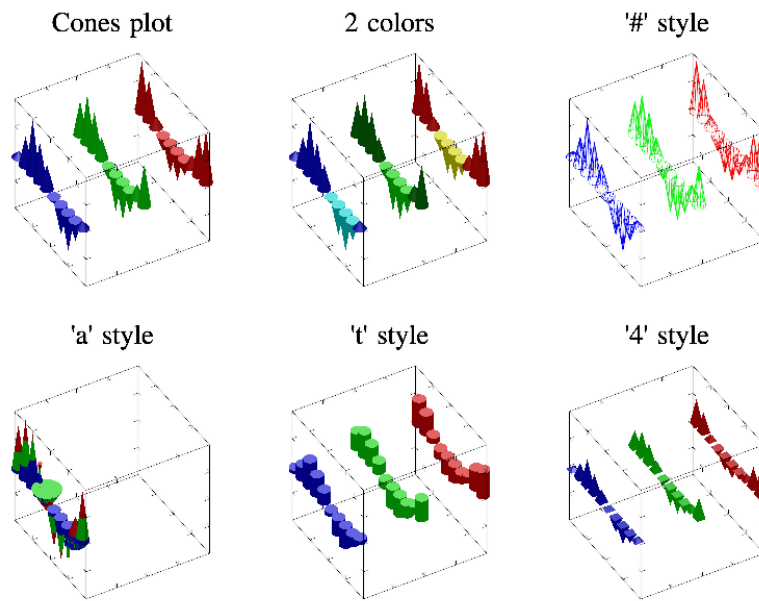 Cones plot
2 colors
'#' style
'a' style
't' style
'4' style